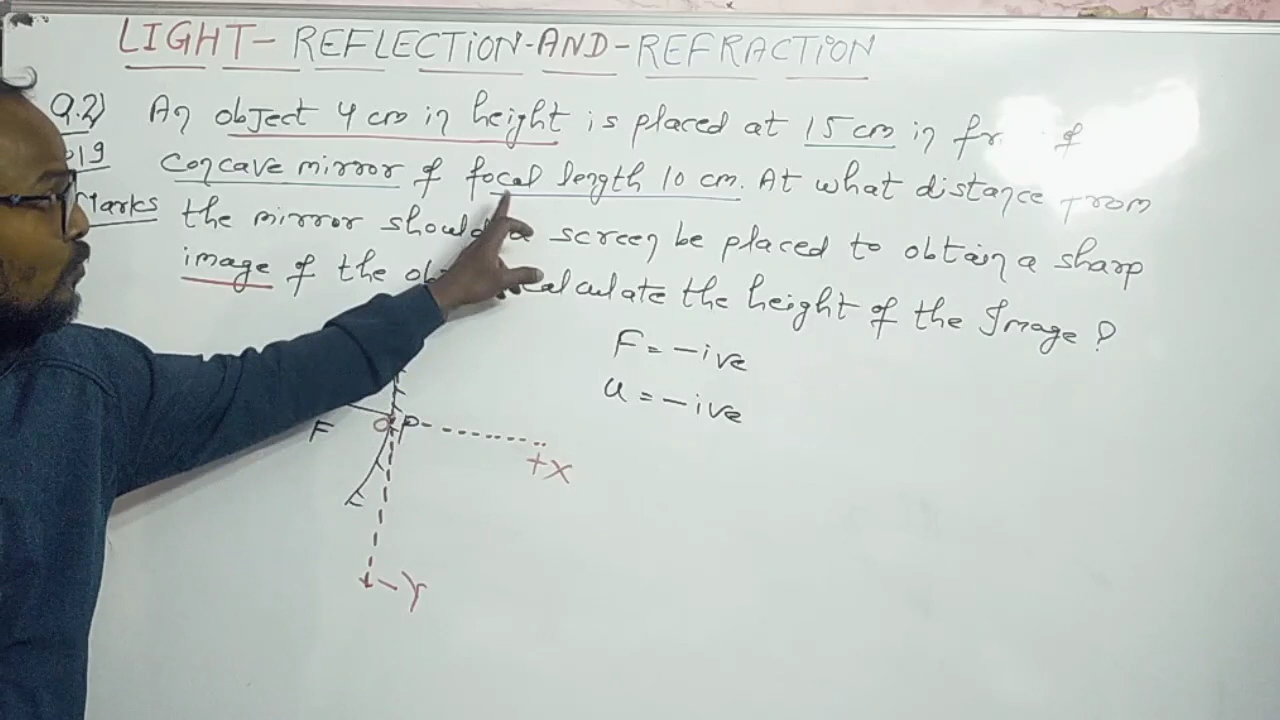 LIGHT-REFLECTION-AND-REFRACTION
Q.2) An object 4 cm in height is placed at 15 cm in of
19 concave mirror of focal length 10 cm. At what distance from
Marks the mirror should a screen be placed to obtain a sharp
image of the calculate the height of the Image?
F = -ive
u = -ive
F P
+X
-Y